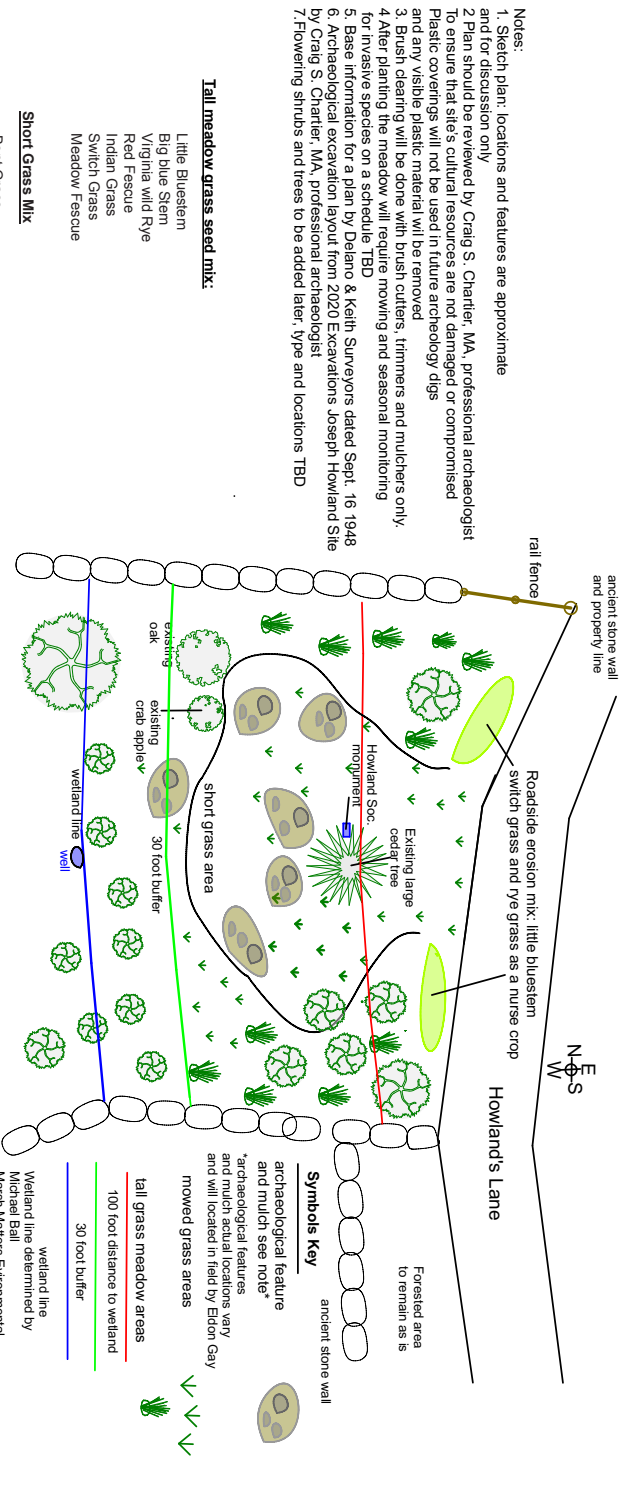 Notes:
1. Sketch plan: locations and features are approximate
and for discussion only
2 Plan should be reviewed by Craig S. Chartier, MA, professional archaeologist
To ensure that site's cultural resources are not damaged or compromised
Plastic coverings will not be used in future archeology digs
and any visible plastic material wil be removed
3. Brush clearing will be done with brush cutters, trimmers and mulchers only.
4 After planting the meadow will require mowing and seasonal monitoring
for invasive species on a schedule TBD
5. Base information for a plan by Delano & Keith Surveyors dated Sept. 16 1948
6. Archaeological excavation layout from 2020 Excavations Joseph Howland Site
by Craig S. Chartier, MA, professional archaeologist
7.Flowering shrubs and trees to be added later, type and locations TBD
Tall meadow grass seed mix:
Little Bluestem
Big blue Stem
Virginia wild Rye
Red Fescue
Indian Grass
Switch Grass
Meadow Fescue
Short Grass Mix
ancient stone wall
and property line
rail fence
Roadside erosion mix: little bluestem
switch grass and rye grass as a nurse crop
Howland's Lane
N E S W
existing
oak
existing
crab apple
Howland Soc.
monument
Existing large
cedar tree
short grass area
30 foot buffer
wetland line
well
Forested area
to remain as is
ancient stone wall
Symbols Key
archaeological feature
and mulch see note*
*archaeological features
and mulch actual locations vary
and will located in field by Eldon Gay
mowed grass areas
tall grass meadow areas
100 foot distance to wetland
30 foot buffer
wetland line
Wetland line determined by
Michael Ball